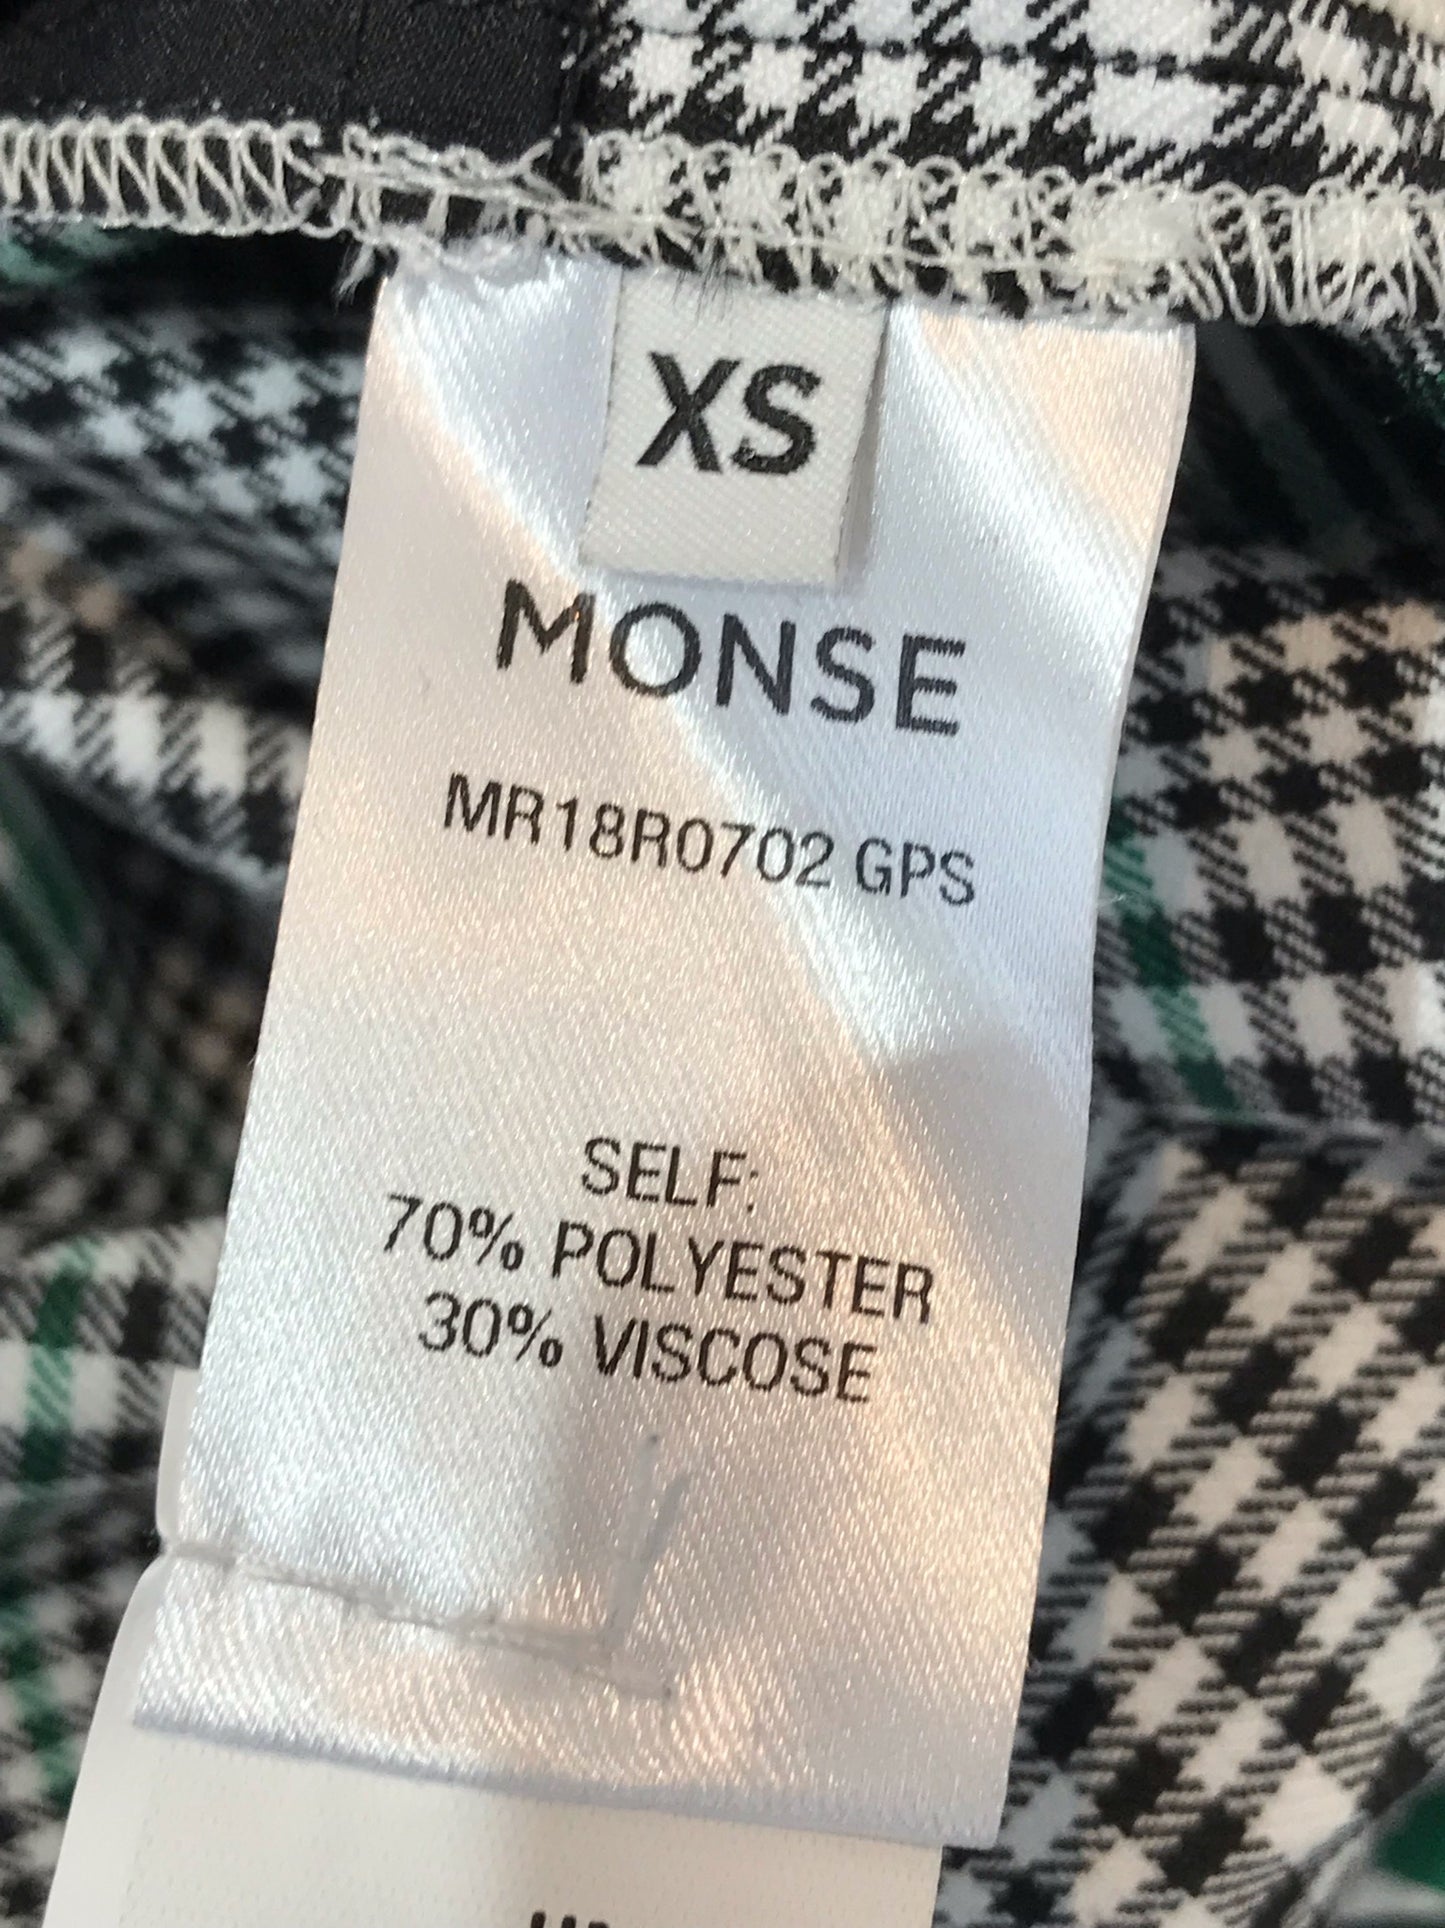 XS
MONSE
MR18R0702 GPS
SELF:
70% POLYESTER
30% VISCOSE